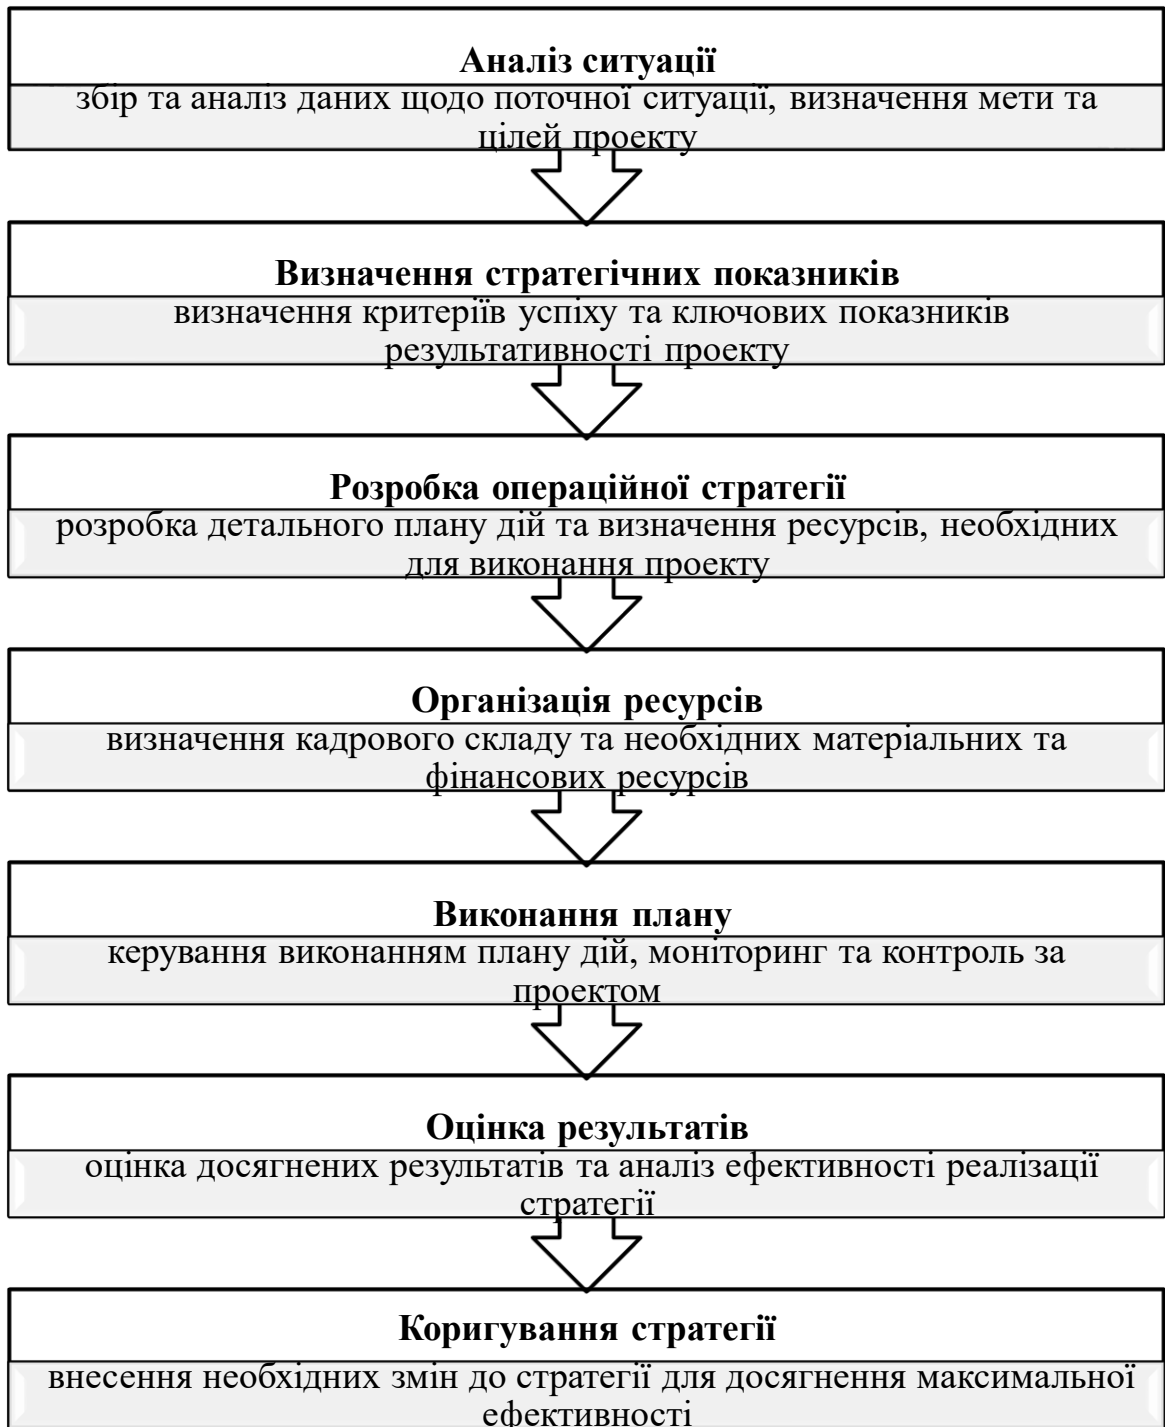 Аналіз ситуації
збір та аналіз даних щодо поточної ситуації, визначення мети та
цілей проекту
Визначення стратегічних показників
визначення критеріїв успіху та ключових показників
результативності проекту
Розробка операційної стратегії
розробка детального плану дій та визначення ресурсів, необхідних
для виконання проекту
Організація ресурсів
визначення кадрового складу та необхідних матеріальних та
фінансових ресурсів
Виконання плану
керування виконанням плану дій, моніторинг та контроль за
проектом
Оцінка результатів
оцінка досягнених результатів та аналіз ефективності реалізації
стратегії
Коригування стратегії
внесення необхідних змін до стратегії для досягнення максимальної
ефективності